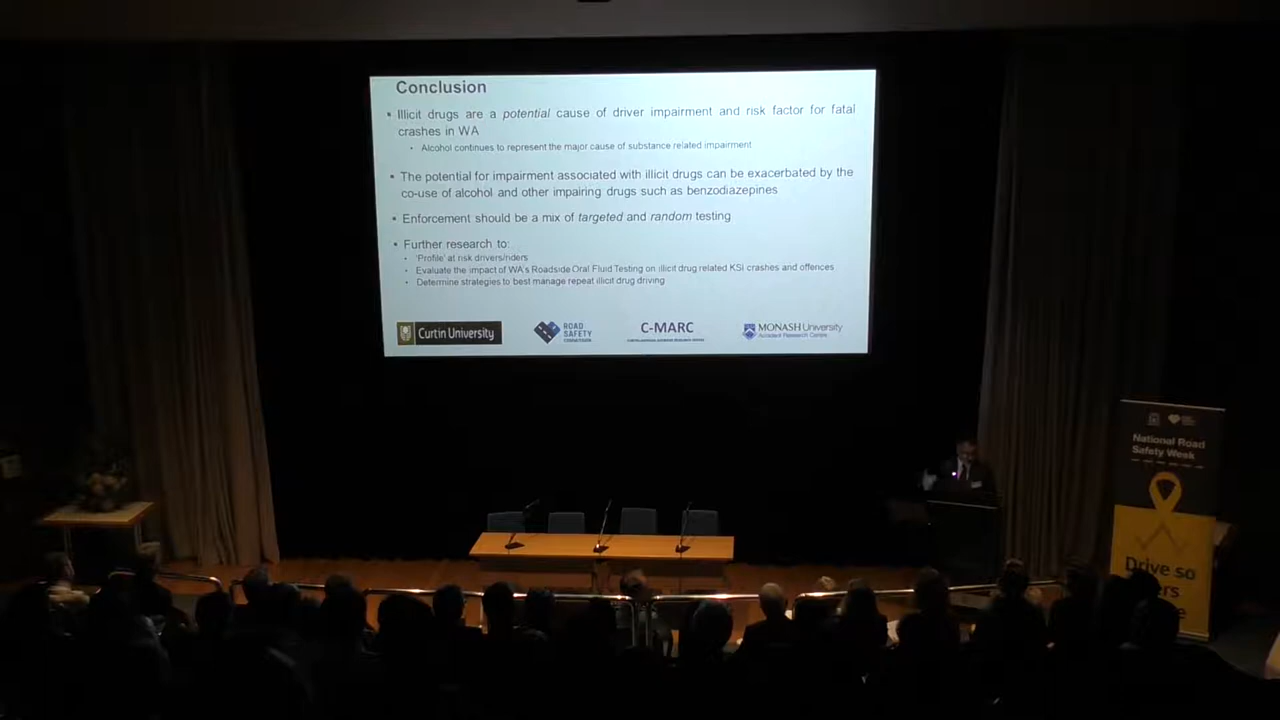 Conclusion
Illicit drugs are a potential cause of driver impairment and risk factor for fatal
crashes in WA
Alcohol continues to represent the major cause of substance related impairment
The potential for impairment associated with illicit drugs can be exacerbated by the
co-use of alcohol and other impairing drugs such as benzodiazepines
Enforcement should be a mix of targeted and random testing
Further research to:
'Profile' at risk drivers/riders
Evaluate the impact of WA's Roadside Oral Fluid Testing on illicit drug related KSI crashes and offences
Determine strategies to best manage repeat illicit drug driving
Curtin University
ROAD
SAFETY
COMMISSION
C-MARC
MONASH University
Accident Research Centre
National Road
Safety Week
Drive so